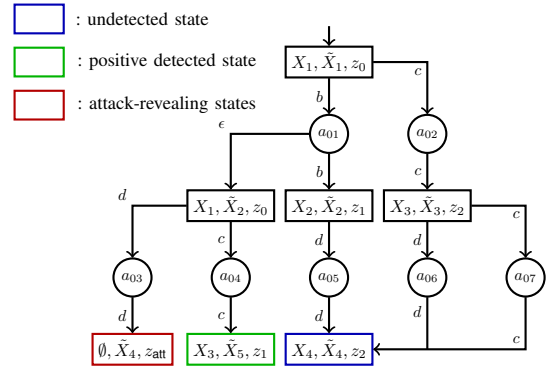 : undetected state
: positive detected state
: attack-revealing states
X₁, X̃₁, z₀
c
b
a₀₁
a₀₂
ϵ
b
c
d
X₁, X̃₂, z₀
X₂, X̃₂, z₁
X₃, X̃₃, z₂
c
c
d
d
a₀₃
a₀₄
a₀₅
a₀₆
a₀₇
d
c
d
d
c
∅, X̃₄, z_att
X₃, X̃₅, z₁
X₄, X̃₄, z₂